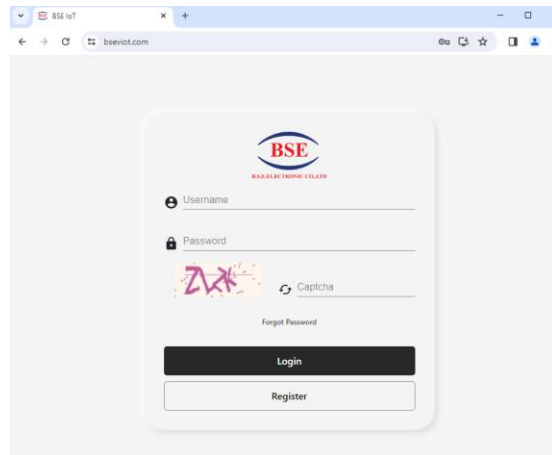 BSE IoT
bseviot.com
BSE
B.S.E.ELECTRONIC CO.,LTD
Username
Password
Captcha
Forgot Password
Login
Register